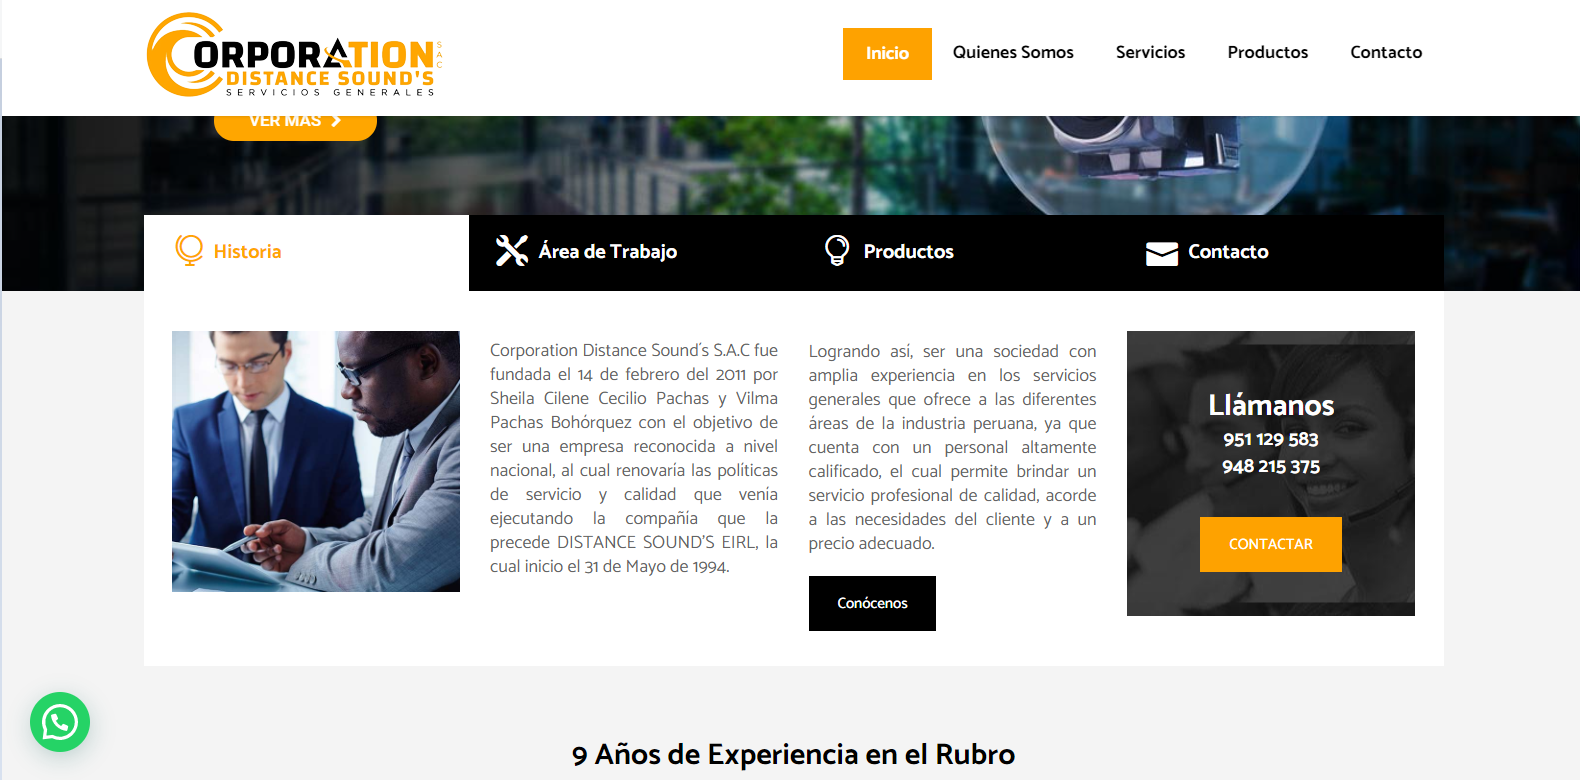 CORPORATION
S A C
DISTANCE SOUND'S
SERVICIOS GENERALES
Inicio
Quienes Somos
Servicios
Productos
Contacto
VER MÁS
Historia
Área de Trabajo
Productos
Contacto
Corporation Distance Sound´s S.A.C fue
fundada el 14 de febrero del 2011 por
Sheila Cilene Cecilio Pachas y Vilma
Pachas Bohórquez con el objetivo de
ser una empresa reconocida a nivel
nacional, al cual renovaría las políticas
de servicio y calidad que venía
ejecutando la compañía que la
precede DISTANCE SOUND’S EIRL, la
cual inicio el 31 de Mayo de 1994.
Logrando así, ser una sociedad con
amplia experiencia en los servicios
generales que ofrece a las diferentes
áreas de la industria peruana, ya que
cuenta con un personal altamente
calificado, el cual permite brindar un
servicio profesional de calidad, acorde
a las necesidades del cliente y a un
precio adecuado.
Conócenos
Llámanos
951 129 583
948 215 375
CONTACTAR
9 Años de Experiencia en el Rubro